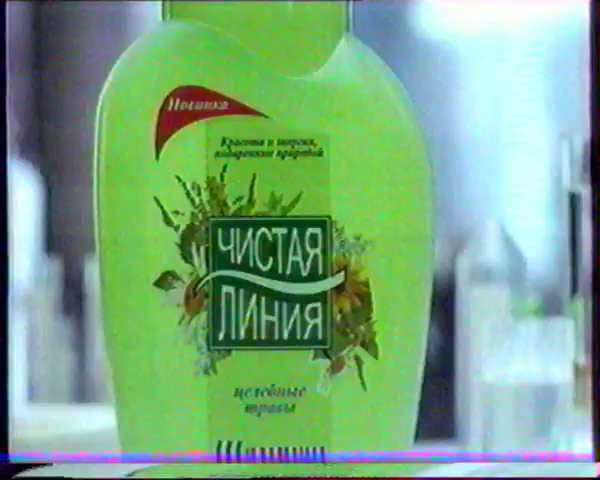 Новинка
Красота и энергия,
подаренные природой
ЧИСТАЯ
ЛИНИЯ
целебные
травы
Шампунь